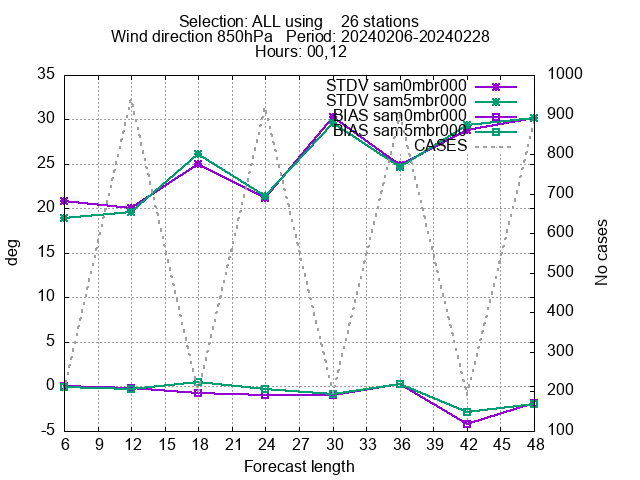 Selection: ALL using    26 stations
Wind direction 850hPa   Period: 20240206-20240228
Hours: 00,12
STDV sam0mbr000
STDV sam5mbr000
BIAS sam0mbr000
BIAS sam5mbr000
CASES
35
30
25
20
15
10
5
0
-5
deg
1000
900
800
700
600
500
400
300
200
100
No cases
6 9 12 15 18 21 24 27 30 33 36 39 42 45 48
Forecast length